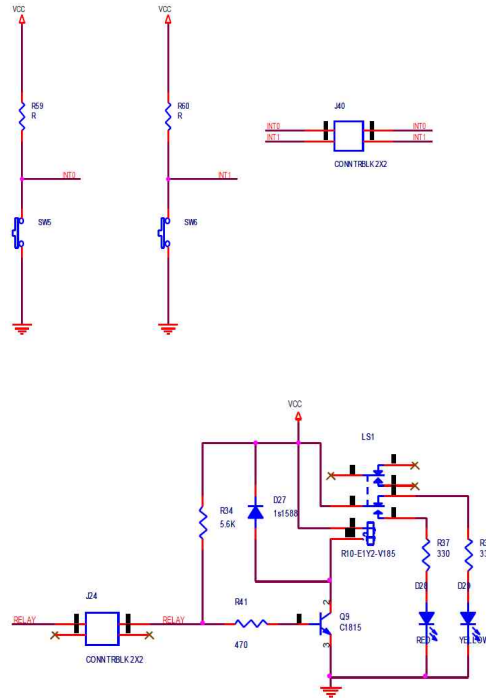 VCC
VCC
R59
R
R60
R
J40
INT0
INT1
INT0
INT1
CONNTRBLK 2X2
INT0
INT1
SW5
SW6
VCC
LS1
R34
5.6K
D27
1s1588
R10-E1Y2-V185
R37
330
D28
D29
RED
YELLOW
J24
RELAY
RELAY
CONNTRBLK 2X2
R41
470
2
Q9
C1815
3